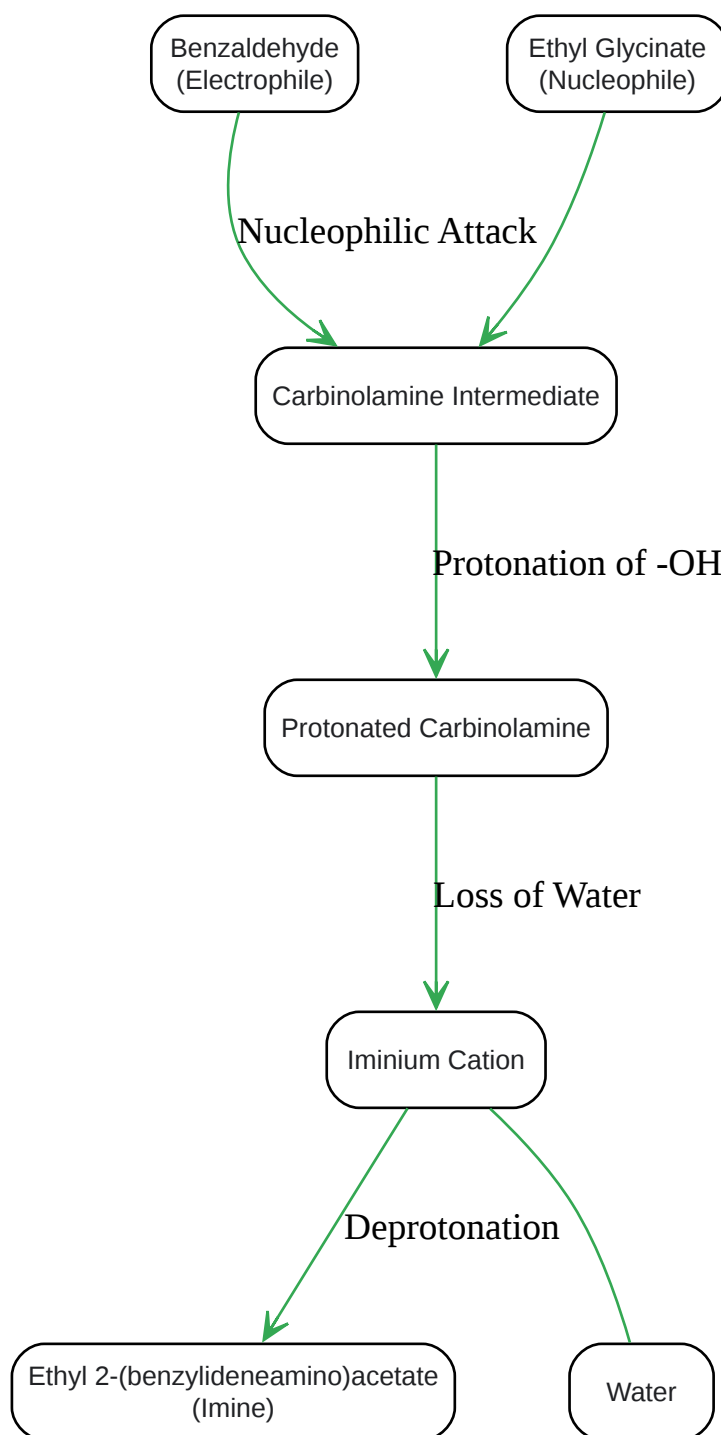 Benzaldehyde
(Electrophile)
Ethyl Glycinate
(Nucleophile)
Nucleophilic Attack
Carbinolamine Intermediate
Protonation of -OH
Protonated Carbinolamine
Loss of Water
Iminium Cation
Deprotonation
Ethyl 2-(benzylideneamino)acetate
(Imine)
Water